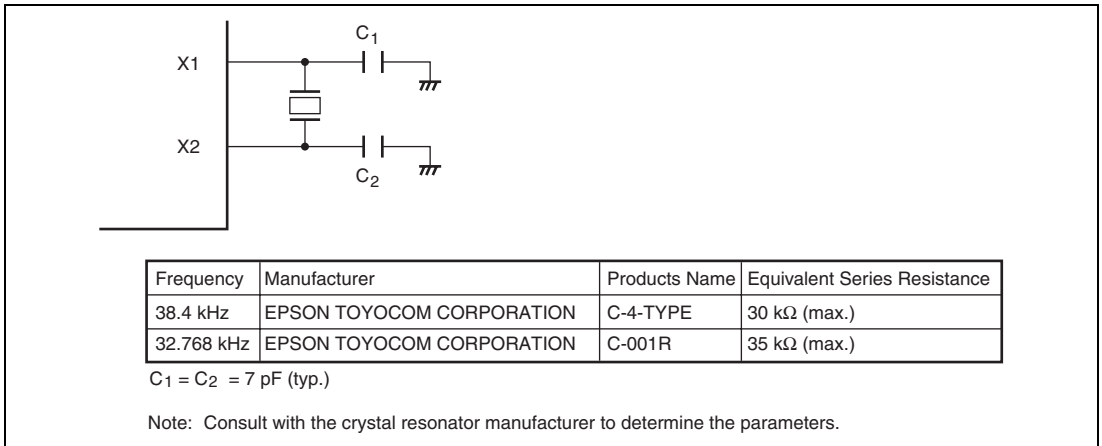 C1
X1
X2
C2
Frequency Manufacturer Products Name Equivalent Series Resistance
38.4 kHz EPSON TOYOCOM CORPORATION C-4-TYPE 30 kΩ (max.)
32.768 kHz EPSON TOYOCOM CORPORATION C-001R 35 kΩ (max.)
C1 = C2 = 7 pF (typ.)
Note: Consult with the crystal resonator manufacturer to determine the parameters.